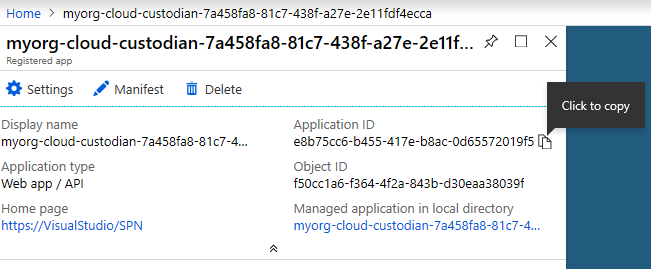 Home > myorg-cloud-custodian-7a458fa8-81c7-438f-a27e-2e11fdf4ecca
myorg-cloud-custodian-7a458fa8-81c7-438f-a27e-2e11f...
Registered app
Settings Manifest Delete
Click to copy
Display name
myorg-cloud-custodian-7a458fa8-81c7-4...
Application ID
e8b75cc6-b455-417e-b8ac-0d65572019f5
Application type
Web app / API
Object ID
f50cc1a6-f364-4f2a-843b-d30eaa38039f
Home page
https://VisualStudio/SPN
Managed application in local directory
myorg-cloud-custodian-7a458fa8-81c7-4...